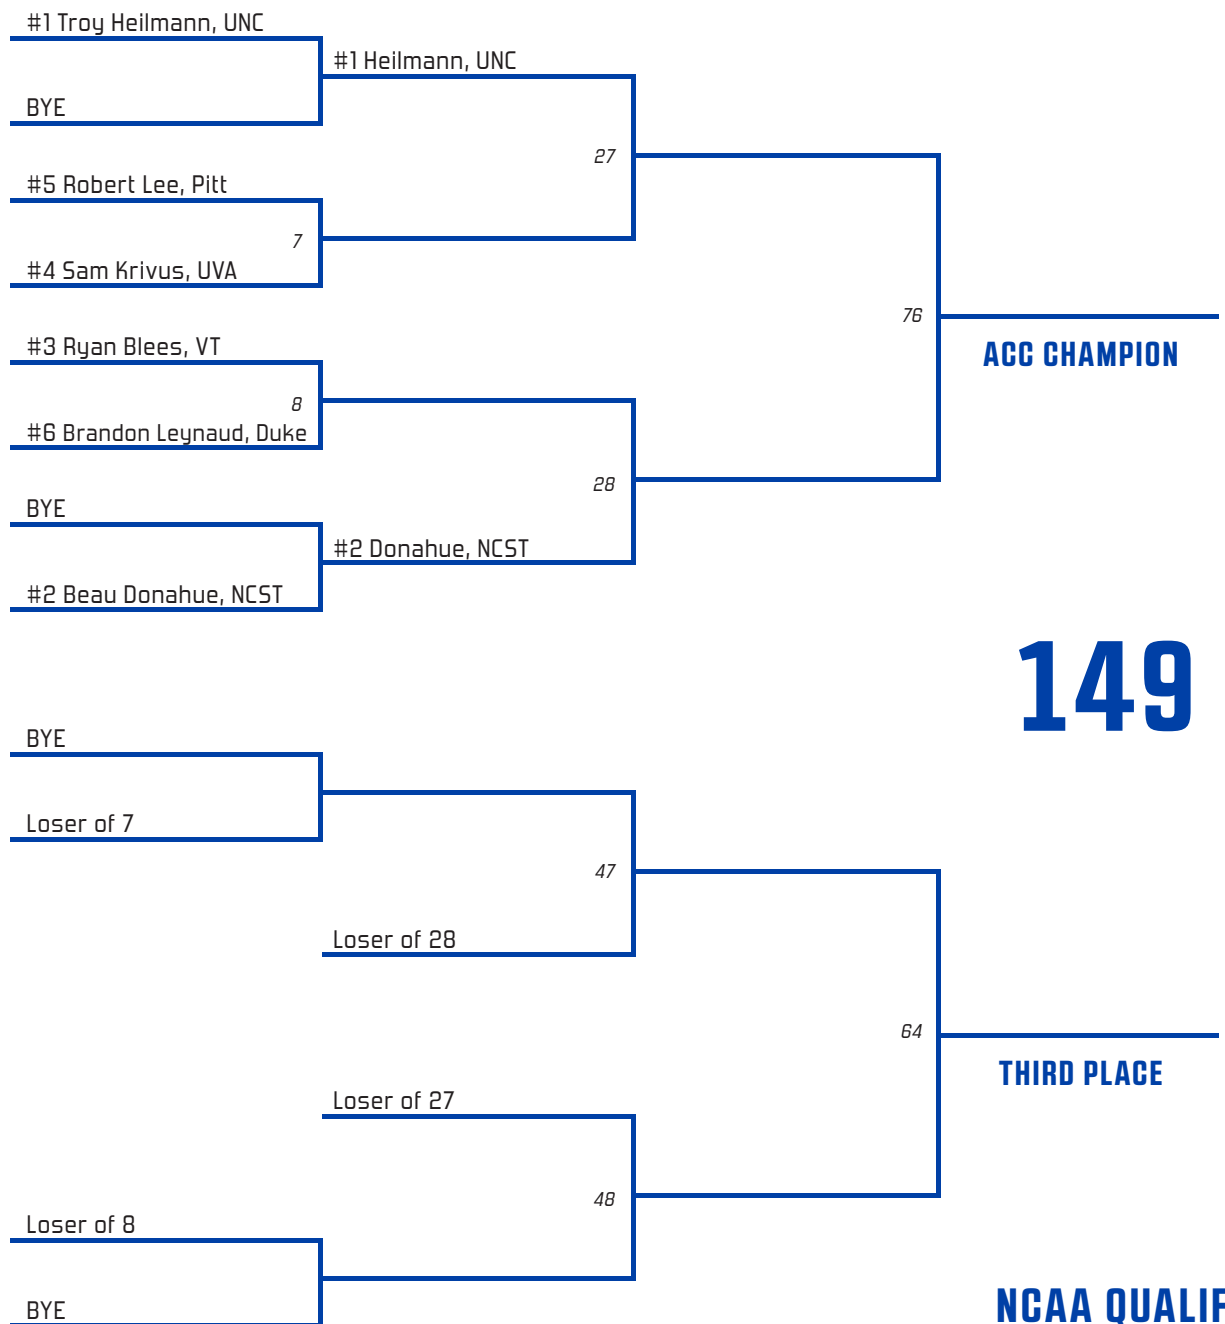 #1 Troy Heilmann, UNC
#1 Heilmann, UNC
BYE
27
#5 Robert Lee, Pitt
7
#4 Sam Krivus, UVA
76
#3 Ryan Blees, VT
ACC CHAMPION
8
#6 Brandon Leynaud, Duke
28
BYE
#2 Donahue, NCST
#2 Beau Donahue, NCST
149
BYE
Loser of 7
47
Loser of 28
64
THIRD PLACE
Loser of 27
48
Loser of 8
NCAA QUALIF
BYE